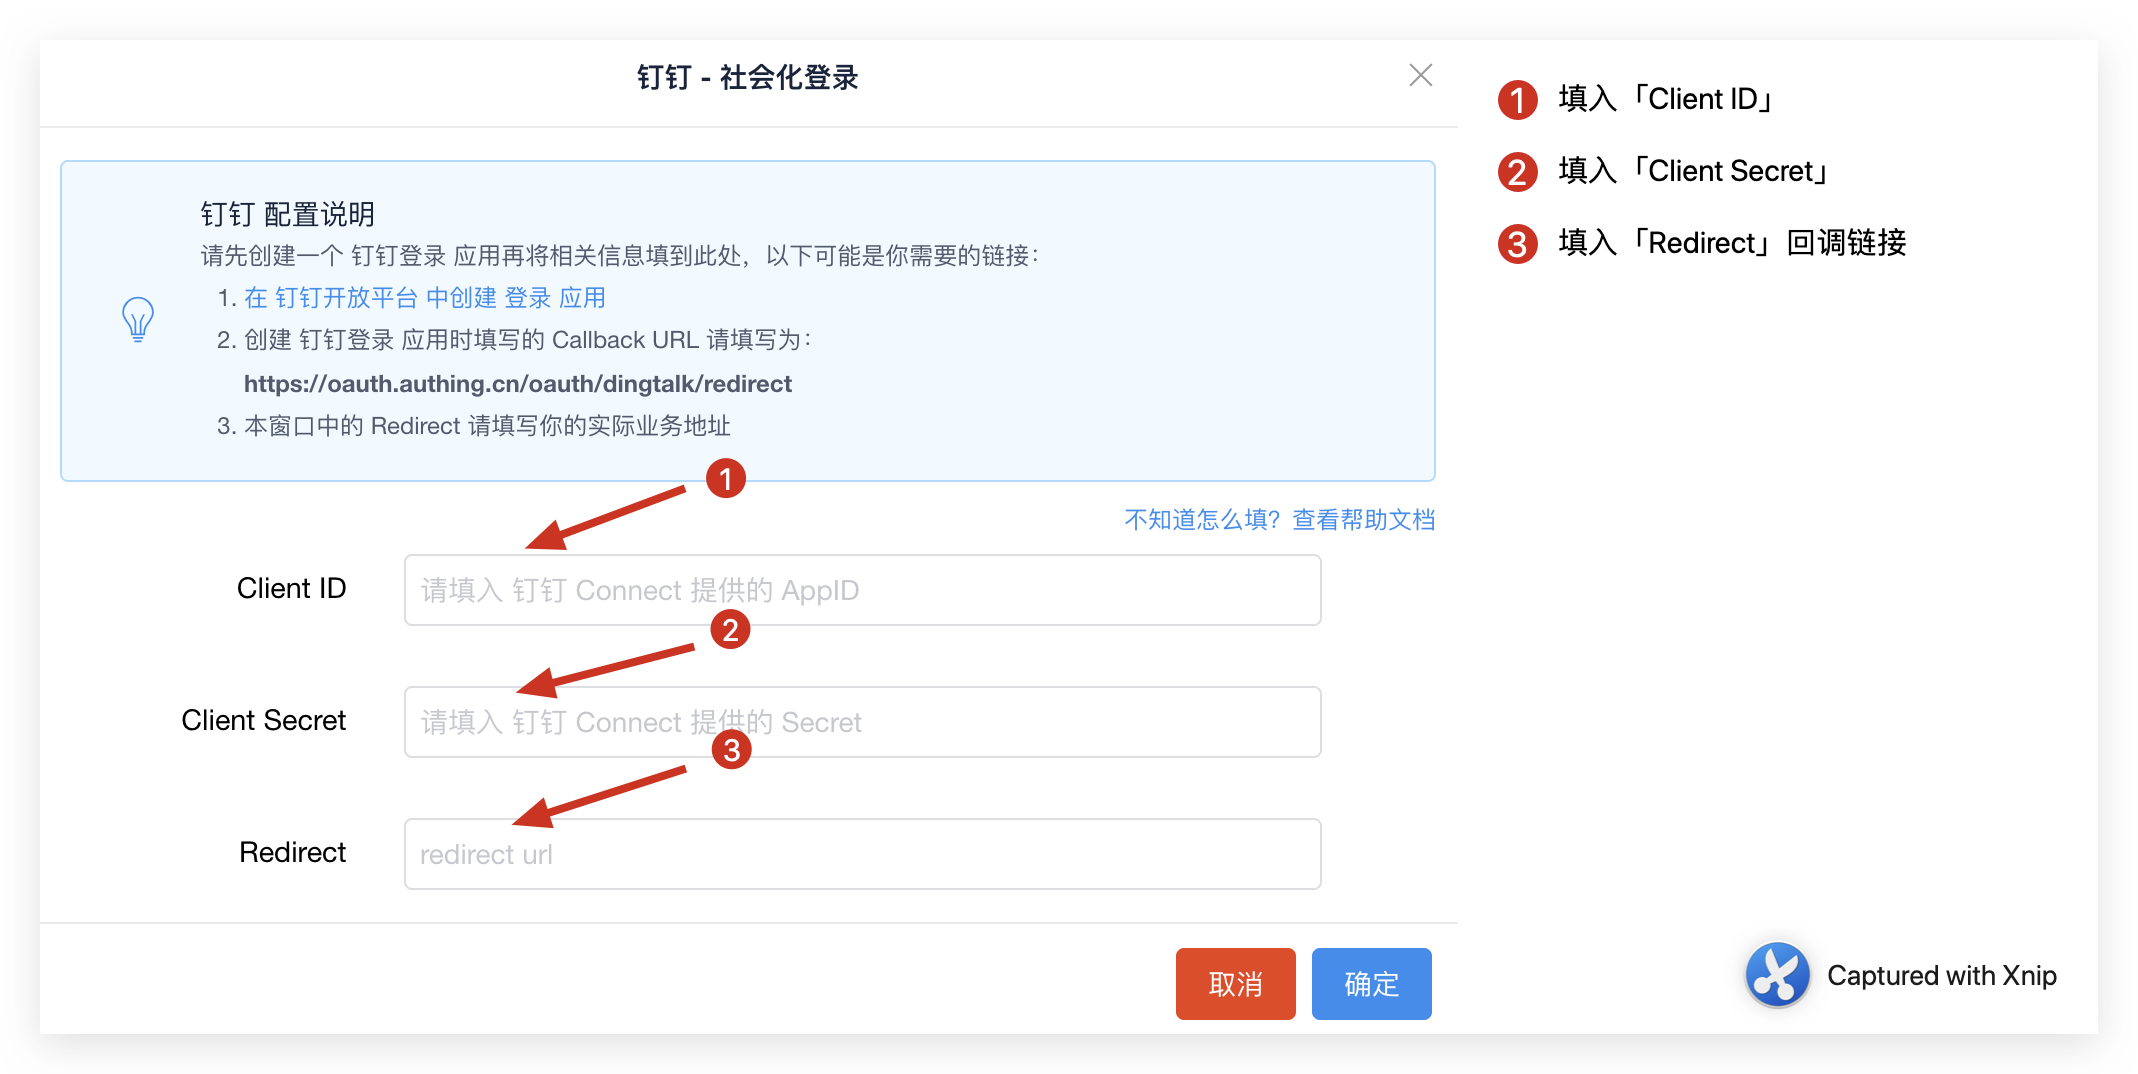 钉钉 - 社会化登录
钉钉 配置说明
请先创建一个 钉钉登录 应用再将相关信息填到此处，以下可能是你需要的链接：
1. 在 钉钉开放平台 中创建 登录 应用
2. 创建 钉钉登录 应用时填写的 Callback URL 请填写为：
https://oauth.authing.cn/oauth/dingtalk/redirect
3. 本窗口中的 Redirect 请填写你的实际业务地址
1
不知道怎么填？查看帮助文档
Client ID
请填入 钉钉 Connect 提供的 AppID
2
Client Secret
请填入 钉钉 Connect 提供的 Secret
3
Redirect
redirect url
取消
确定
1 填入「Client ID」
2 填入「Client Secret」
3 填入「Redirect」回调链接
Captured with Xnip